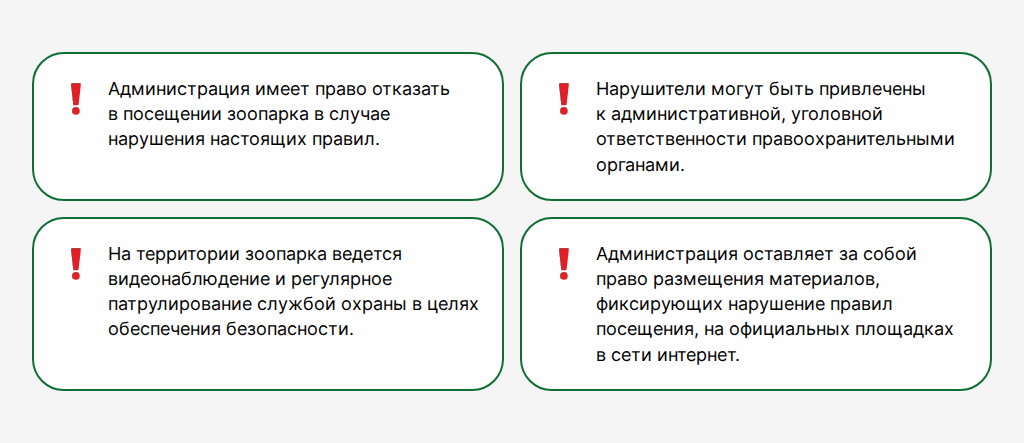 Администрация имеет право отказать
в посещении зоопарка в случае
нарушения настоящих правил.
Нарушители могут быть привлечены
к административной, уголовной
ответственности правоохранительными
органами.
На территории зоопарка ведется
видеонаблюдение и регулярное
патрулирование службой охраны в целях
обеспечения безопасности.
Администрация оставляет за собой
право размещения материалов,
фиксирующих нарушение правил
посещения, на официальных площадках
в сети интернет.